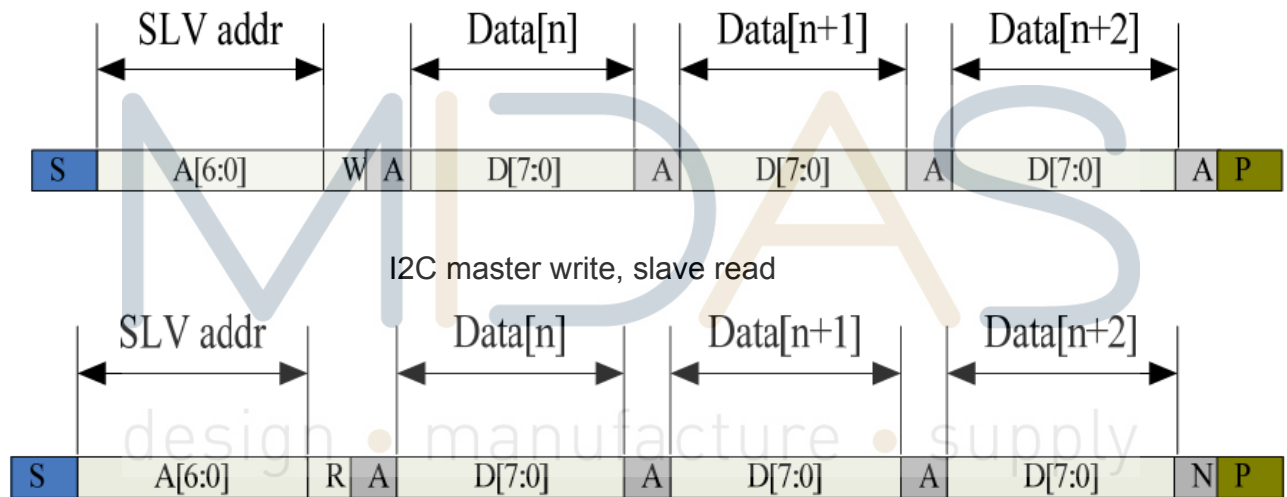 SLV addr Data[n] Data[n+1] Data[n+2]
S A[6:0] W A D[7:0] A D[7:0] A D[7:0] A P
MIDAS
I2C master write, slave read
SLV addr Data[n] Data[n+1] Data[n+2]
design • manufacture • supply
S A[6:0] R A D[7:0] A D[7:0] A D[7:0] N P